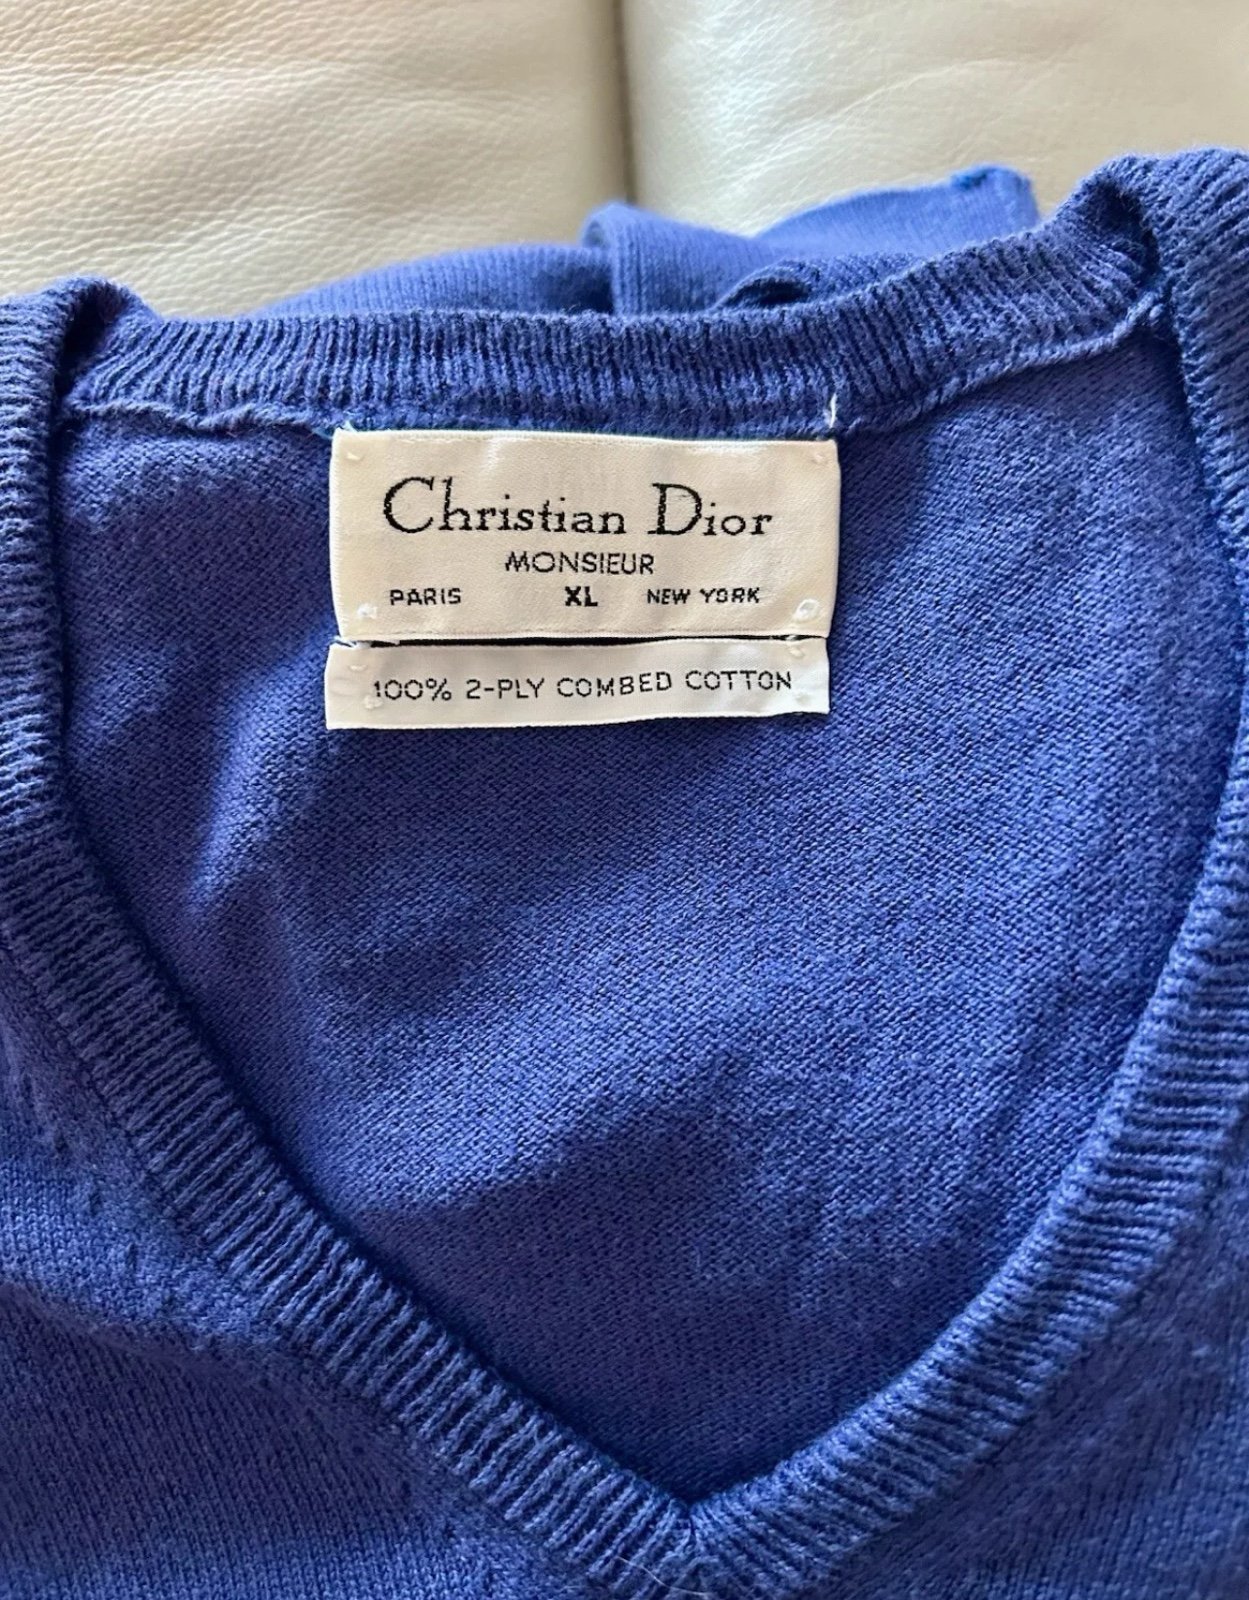 Christian Dior
MONSIEUR
PARIS XL NEW YORK
100% 2-PLY COMBED COTTON